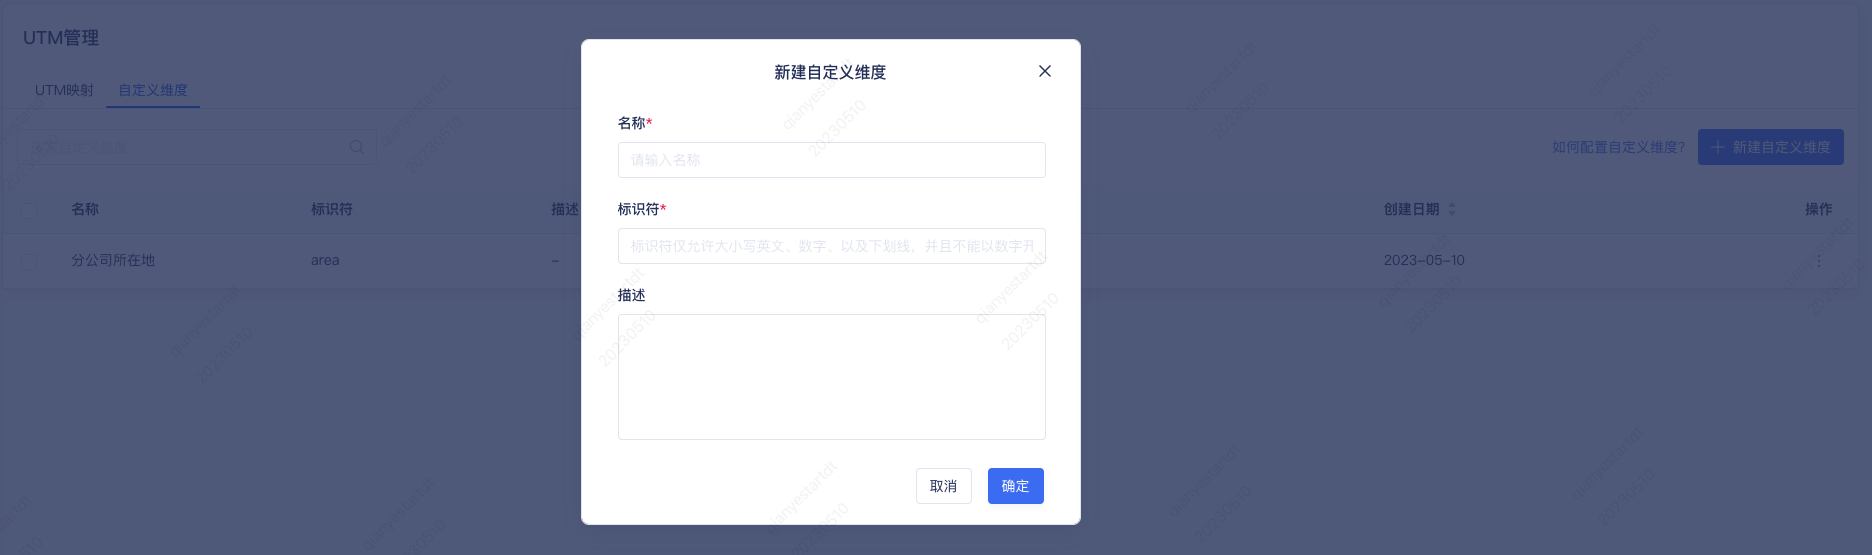 UTM管理
UTM映射
自定义维度
如何配置自定义维度?
新建自定义维度
名称
标识符
描述
创建日期
操作
分公司所在地
area
-
2023-05-10
新建自定义维度
名称*
请输入名称
标识符*
标识符仅允许大小写英文、数字、以及下划线，并且不能以数字开
描述
取消
确定
qianyestartdt
20230510